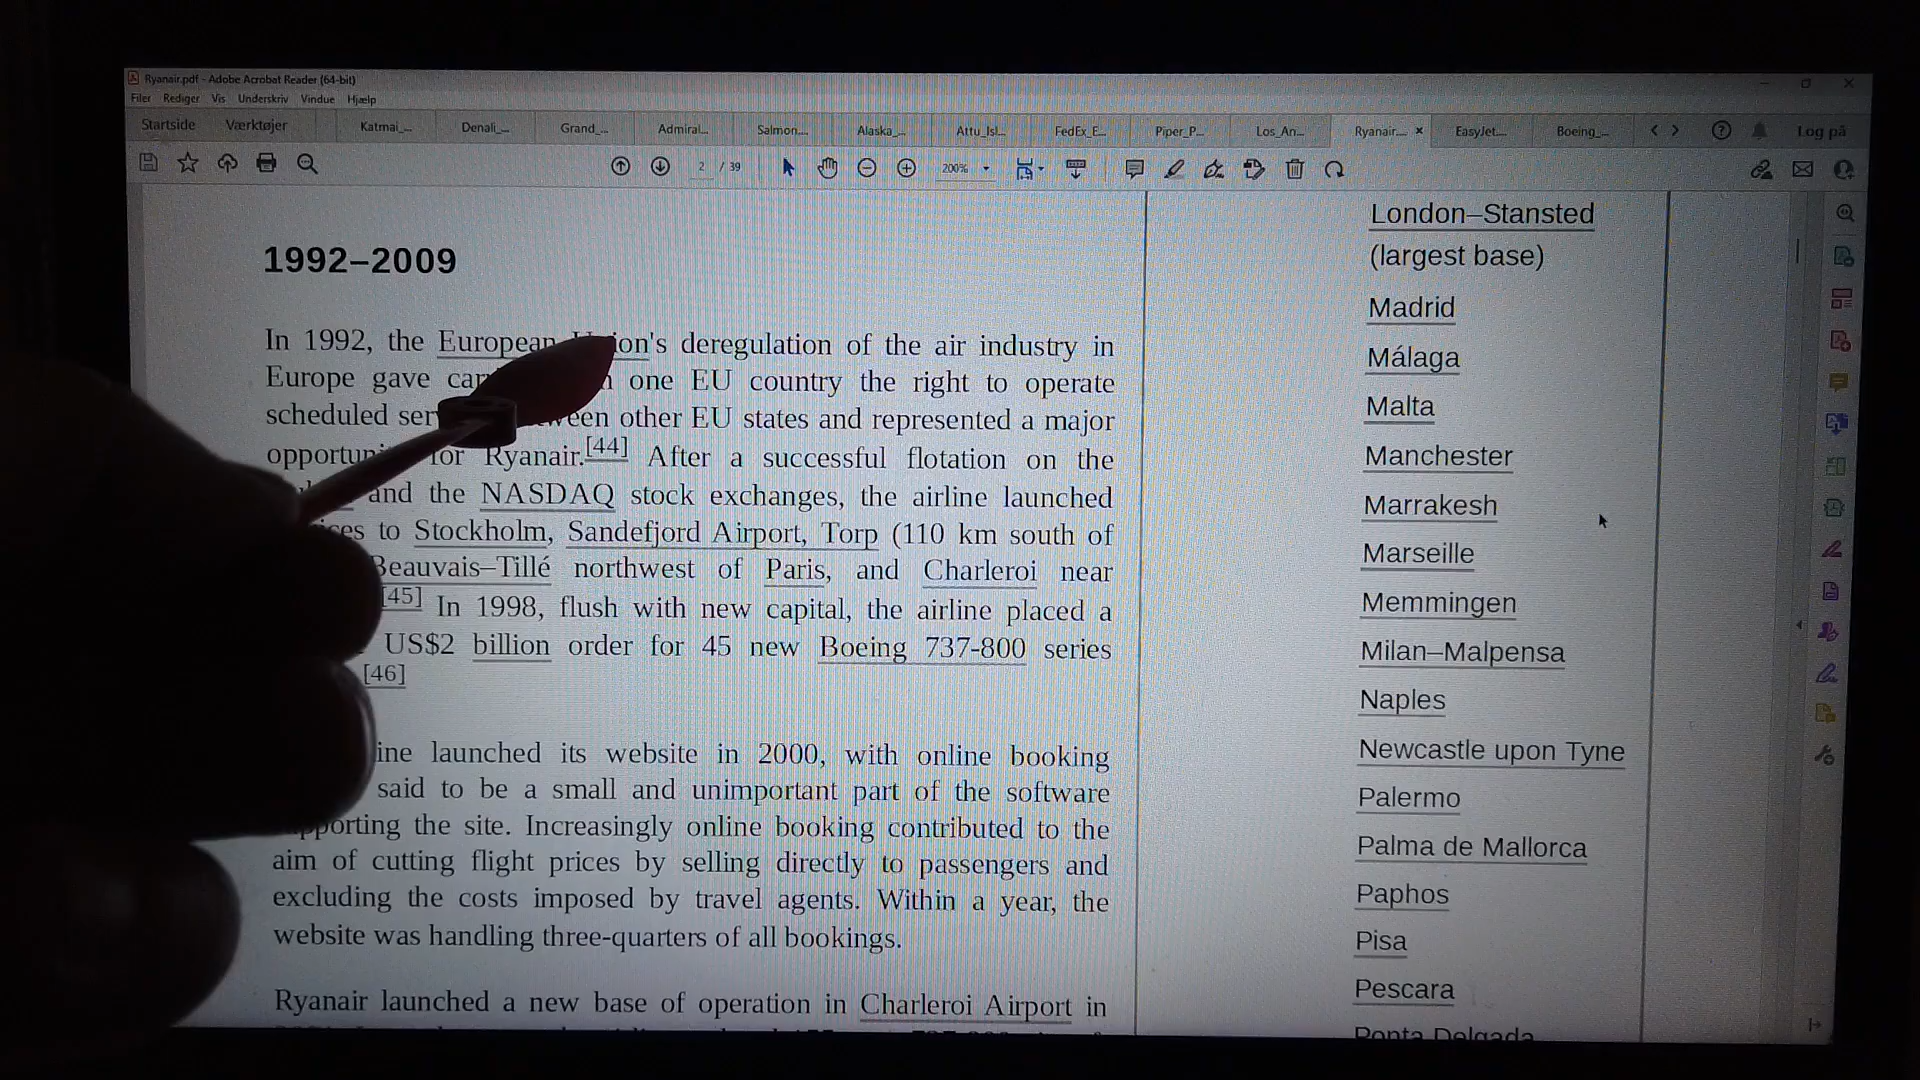 Ryanair.pdf - Adobe Acrobat Reader (64-bit)
Filer Rediger Vis Underskriv Vindue Hjælp
Startside Værktøjer Katmai_... Denali_... Grand_... Admiral... Salmon,... Alaska_... Attu_Isl... FedEx_E... Piper_P... Los_An... Ryanair.... × EasyJet.... Boeing_... Log på
2 / 39 200%
1992–2009
In 1992, the European Union's deregulation of the air industry in
Europe gave one EU country the right to operate
scheduled other EU states and represented a major
for Ryanair.[44] After a successful flotation on the
and the NASDAQ stock exchanges, the airline launched
to Stockholm, Sandefjord Airport, Torp (110 km south of
Beauvais–Tillé northwest of Paris, and Charleroi near
[45] In 1998, flush with new capital, the airline placed a
US$2 billion order for 45 new Boeing 737-800 series
[46]
launched its website in 2000, with online booking
said to be a small and unimportant part of the software
supporting the site. Increasingly online booking contributed to the
aim of cutting flight prices by selling directly to passengers and
excluding the costs imposed by travel agents. Within a year, the
website was handling three-quarters of all bookings.
Ryanair launched a new base of operation in Charleroi Airport in
London–Stansted
(largest base)
Madrid
Málaga
Malta
Manchester
Marrakesh
Marseille
Memmingen
Milan–Malpensa
Naples
Newcastle upon Tyne
Palermo
Palma de Mallorca
Paphos
Pisa
Pescara
Ponta Delgada